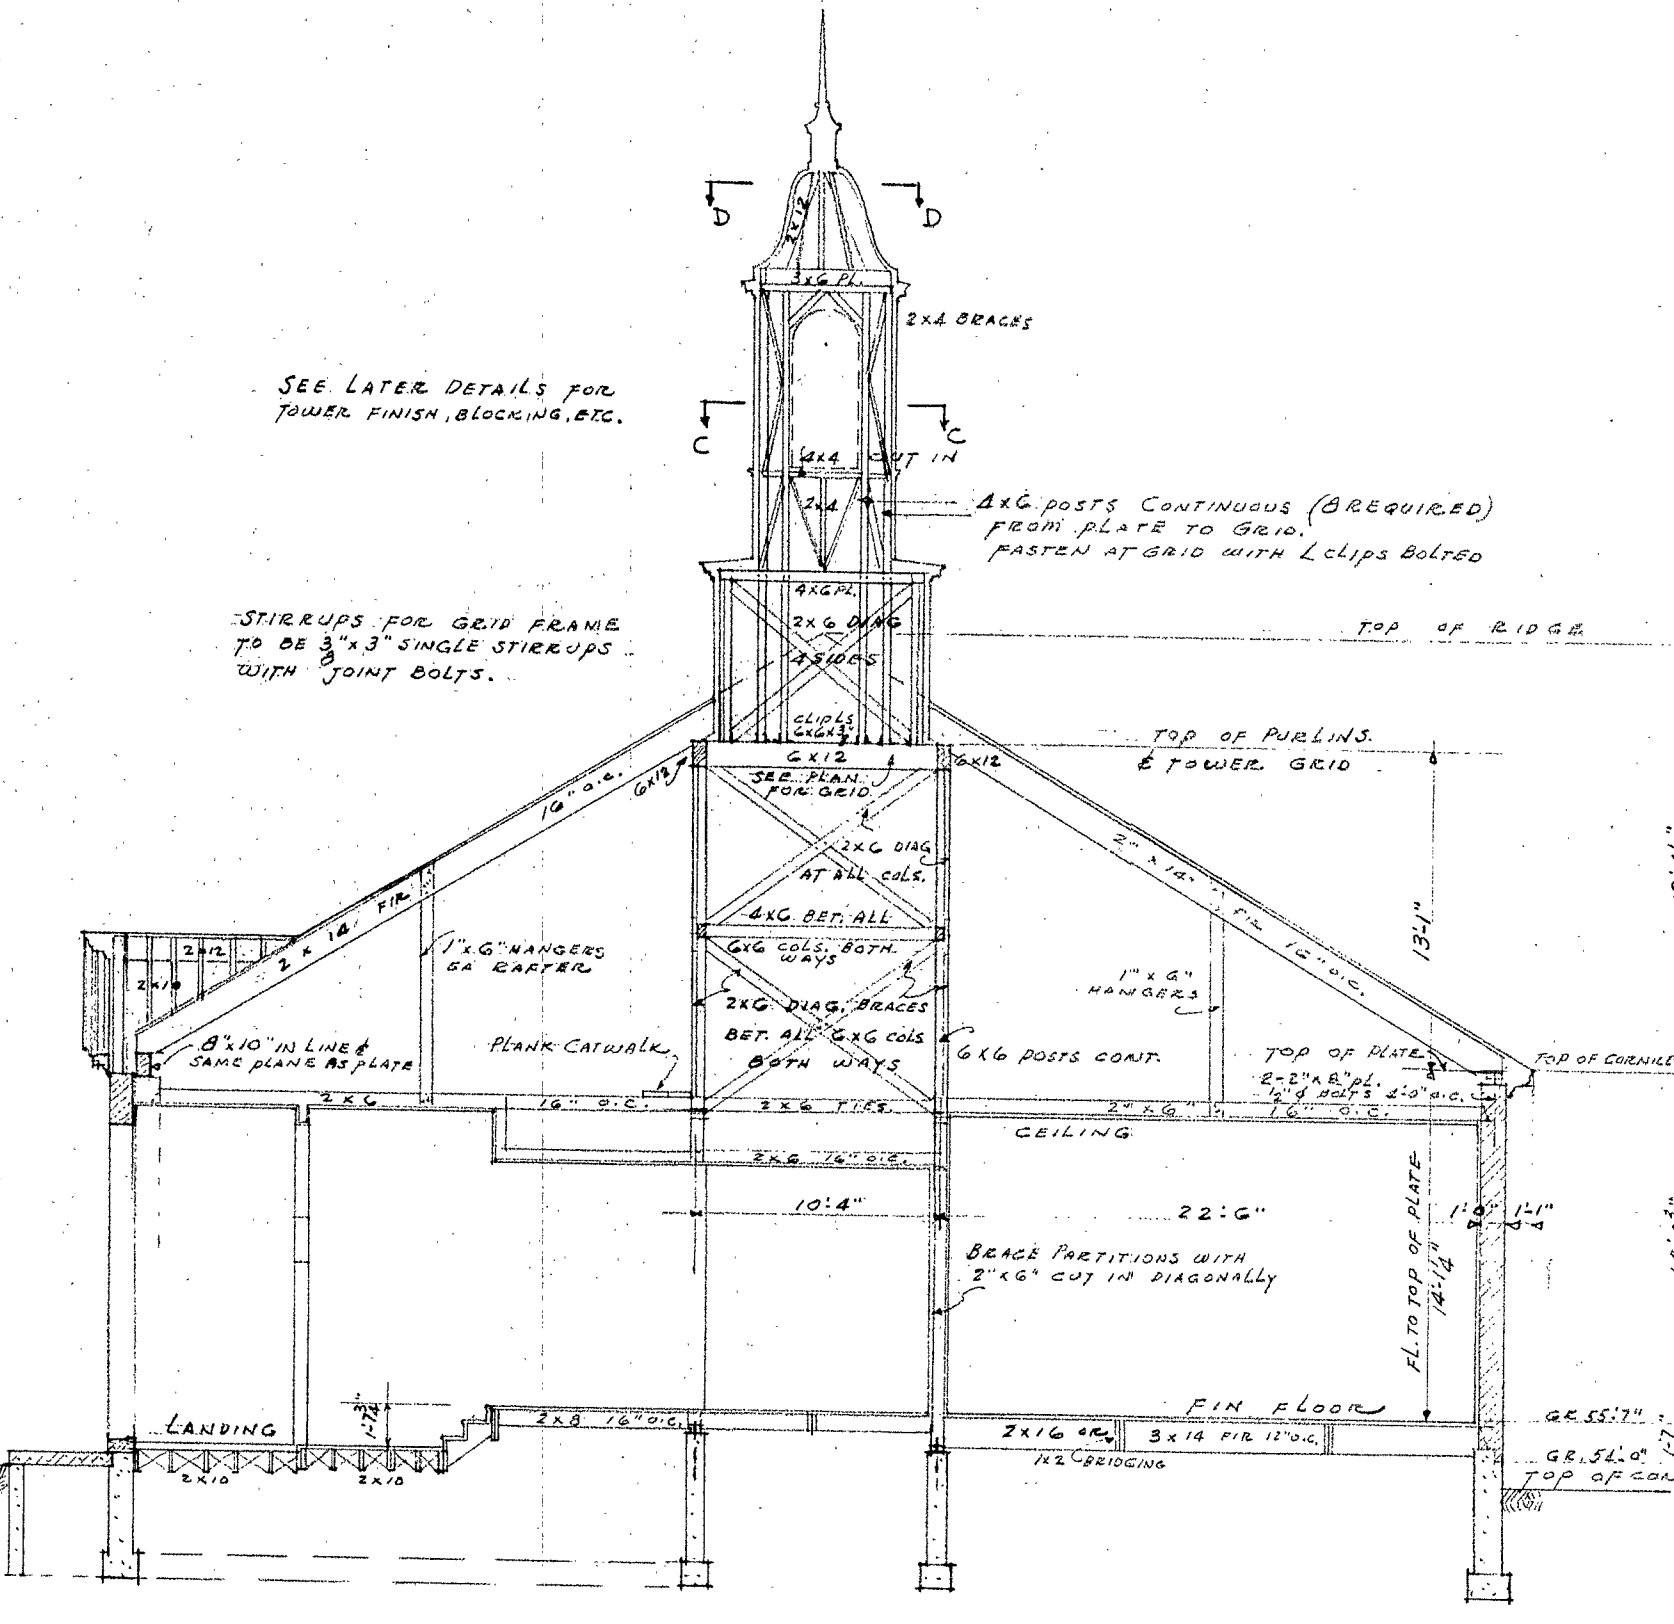 D
D
2x12
3x6 PL.
2x4 BRACES
SEE LATER DETAILS FOR
TOWER FINISH, BLOCKING, ETC.
C
C
4x4 CUT IN
2x4
4x6 POSTS CONTINUOUS (8 REQUIRED)
FROM PLATE TO GRID.
FASTEN AT GRID WITH L CLIPS BOLTED
4x6 PL.
2x6 DIAG
4 SIDES
STIRRUPS FOR GRID FRAME
TO BE 3"x3" SINGLE STIRRUPS
8
WITH JOINT BOLTS.
TOP OF RIDGE
CLIP LS
6x6x3"
6x12
6x12
6x12
SEE PLAN
FOR GRID
TOP OF PURLINS
& TOWER GRID
16" O.C.
2 x 14 FIR
2" x 14" FIR 16" O.C.
2x6 DIAG
AT ALL COLS.
13'-1"
4x6 BET. ALL
6x6 COLS. BOTH
WAYS
1"x6" HANGERS
EA RAFTER
1" x 6"
HANGERS
2x12
2x10
2x6 DIAG. BRACES
BET. ALL 6x6 COLS
BOTH WAYS
8"x10" IN LINE &
SAME PLANE AS PLATE
PLANK CATWALK
6x6 POSTS CONT.
TOP OF PLATE
TOP OF CORNICE
2-2"x8" PL.
½"ø BOLTS 4'-0" O.C.
2x6
16" O.C.
2x6 TIES
2" x 6"
16" O.C.
CEILING
2x6 16" O.C.
10'-4"
22'-6"
1'-0"
1'-1"
FL. TO TOP OF PLATE
BRACE PARTITIONS WITH
2"x6" CUT IN DIAGONALLY
LANDING
2x8 16" O.C.
FIN FLOOR
GR 55'-7"
2x16 OR
3x14 FIR 12" O.C.
1x2 BRIDGING
2x10
2x10
GR. 54'-0"
TOP OF CON